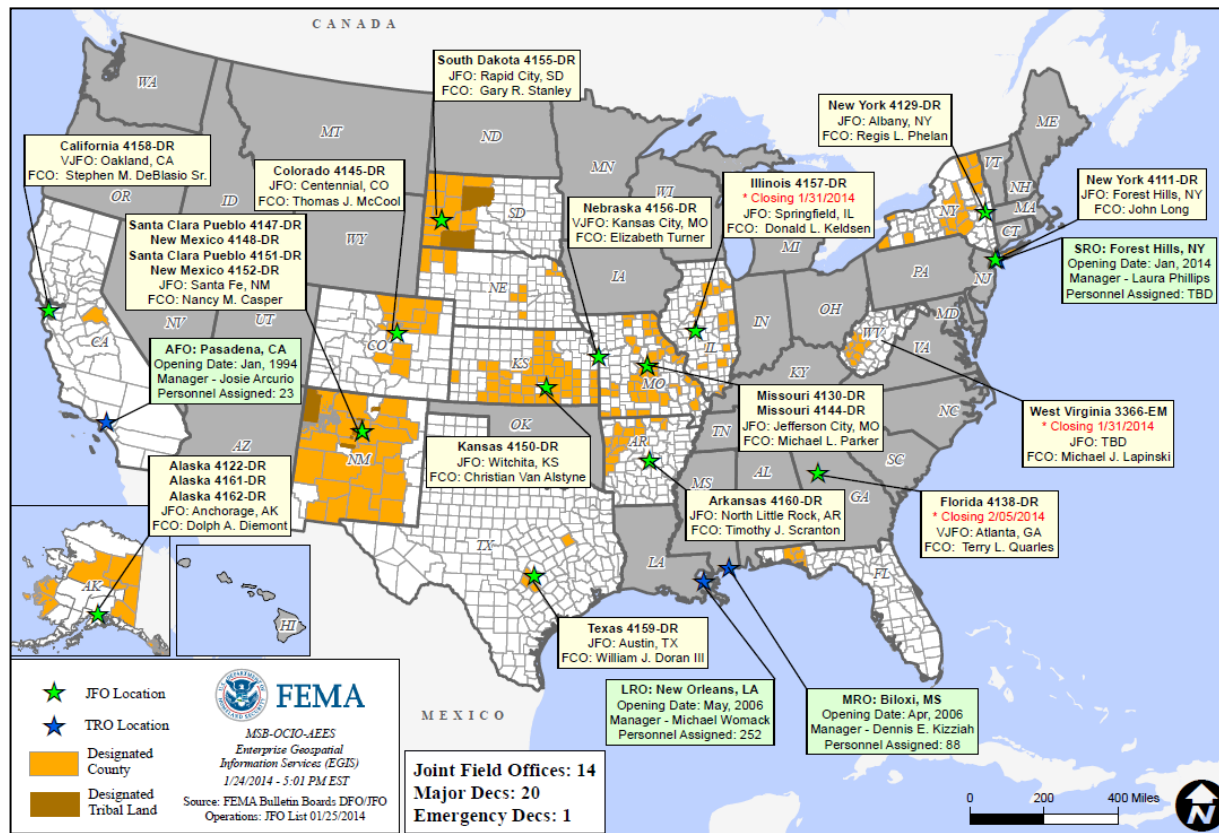 CANADA
South Dakota 4155-DR
JFO: Rapid City, SD
FCO: Gary R. Stanley
New York 4129-DR
JFO: Albany, NY
FCO: Regis L. Phelan
California 4158-DR
VJFO: Oakland, CA
FCO: Stephen M. DeBlasio Sr.
Colorado 4145-DR
JFO: Centennial, CO
FCO: Thomas J. McCool
Nebraska 4156-DR
VJFO: Kansas City, MO
FCO: Elizabeth Turner
Illinois 4157-DR
* Closing 1/31/2014
JFO: Springfield, IL
FCO: Donald L. Keldsen
New York 4111-DR
JFO: Forest Hills, NY
FCO: John Long
SRO: Forest Hills, NY
Opening Date: Jan, 2014
Manager - Laura Phillips
Personnel Assigned: TBD
Santa Clara Pueblo 4147-DR
New Mexico 4148-DR
Santa Clara Pueblo 4151-DR
New Mexico 4152-DR
JFO: Santa Fe, NM
FCO: Nancy M. Casper
AFO: Pasadena, CA
Opening Date: Jan, 1994
Manager - Josie Arcurio
Personnel Assigned: 23
Alaska 4122-DR
Alaska 4161-DR
Alaska 4162-DR
JFO: Anchorage, AK
FCO: Dolph A. Diemont
Kansas 4150-DR
JFO: Witchita, KS
FCO: Christian Van Alstyne
Missouri 4130-DR
Missouri 4144-DR
JFO: Jefferson City, MO
FCO: Michael L. Parker
West Virginia 3366-EM
* Closing 1/31/2014
JFO: TBD
FCO: Michael J. Lapinski
Arkansas 4160-DR
JFO: North Little Rock, AR
FCO: Timothy J. Scranton
Florida 4138-DR
* Closing 2/05/2014
VJFO: Atlanta, GA
FCO: Terry L. Quarles
Texas 4159-DR
JFO: Austin, TX
FCO: William J. Doran III
LRO: New Orleans, LA
Opening Date: May, 2006
Manager - Michael Womack
Personnel Assigned: 252
MRO: Biloxi, MS
Opening Date: Apr, 2006
Manager - Dennis E. Kizziah
Personnel Assigned: 88
WA
MT
ND
MN
ME
VT
NH
MA
CT
NY
OR
ID
WY
SD
WI
MI
PA
NJ
IA
NE
NV
UT
CO
CA
KS
MO
IL
IN
OH
WV
MD
VA
KY
NC
AZ
NM
OK
AR
TN
SC
MS
AL
GA
TX
LA
FL
AK
HI
MEXICO
JFO Location
TRO Location
Designated
County
Designated
Tribal Land
FEMA
MSB-OCIO-AEES
Enterprise Geospatial
Information Services (EGIS)
1/24/2014 - 5:01 PM EST
Source: FEMA Bulletin Boards DFO/JFO
Operations: JFO List 01/25/2014
Joint Field Offices: 14
Major Decs: 20
Emergency Decs: 1
0 200 400 Miles
N